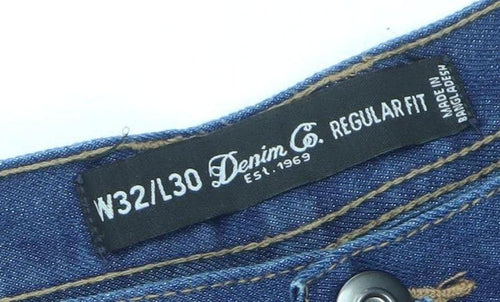 W32/L30
Denim Co.
EST. 1969
REGULAR FIT
MADE IN
BANGLADESH